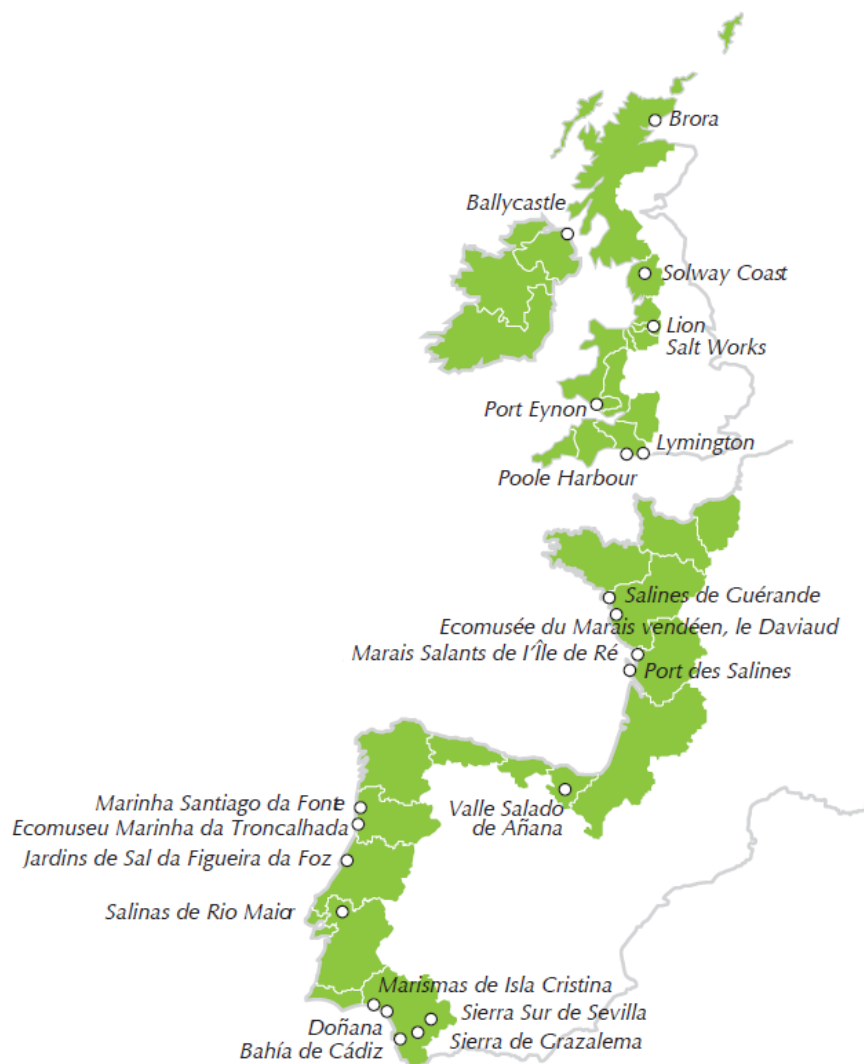 Brora
Ballycastle
Solway Coast
Lion
Salt Works
Port Eynon
Lymington
Poole Harbour
Salines de Guérande
Ecomusée du Marais vendéen, le Daviaud
Marais Salants de l'Île de Ré
Port des Salines
Marinha Santiago da Fonte
Valle Salado
de Añana
Ecomuseu Marinha da Troncalhada
Jardins de Sal da Figueira da Foz
Salinas de Rio Maior
Marismas de Isla Cristina
Sierra Sur de Sevilla
Doñana
Sierra de Grazalema
Bahía de Cádiz